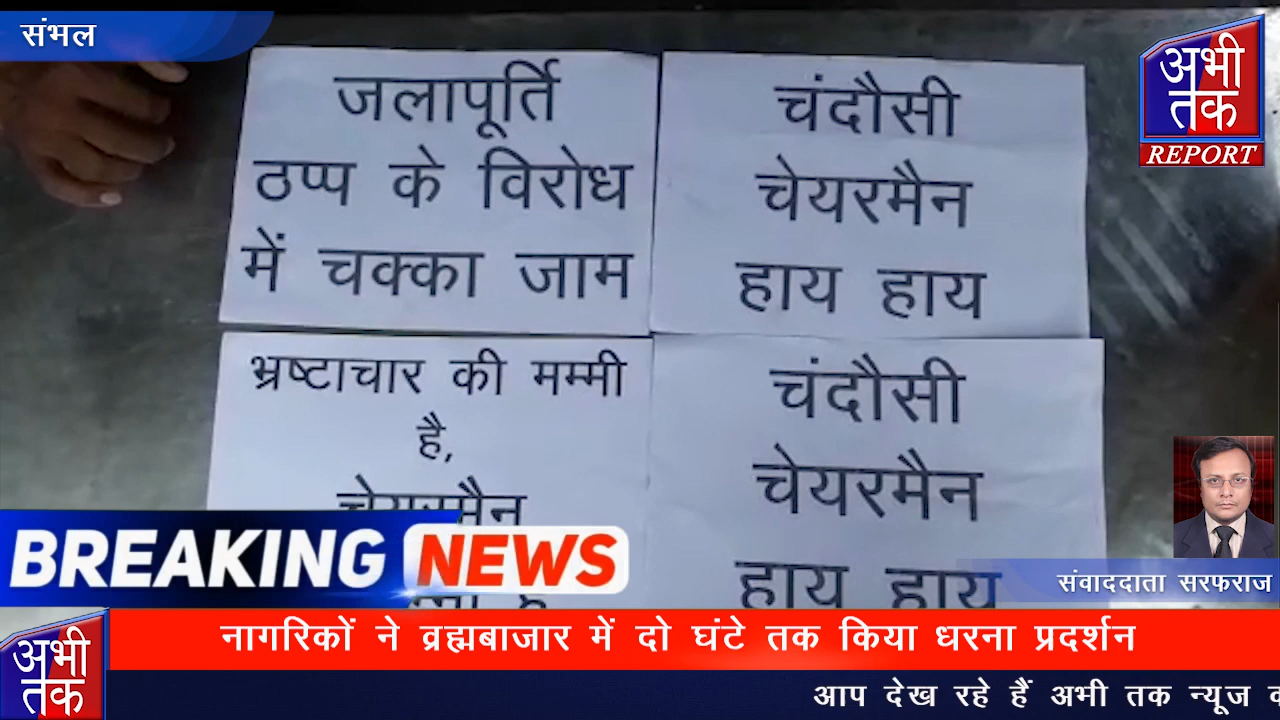 संभल
अभी
तक
REPORT
जलापूर्ति
ठप्प के विरोध
में चक्का जाम
चंदौसी
चेयरमैन
हाय हाय
भ्रष्टाचार की मम्मी
है,
चेयरमैन
चंदौसी
चेयरमैन
हाय हाय
BREAKING NEWS
संवाददाता सरफराज
नागरिकों ने व्रह्मबाजार में दो घंटे तक किया धरना प्रदर्शन
अभी
तक
आप देख रहे हैं अभी तक न्यूज